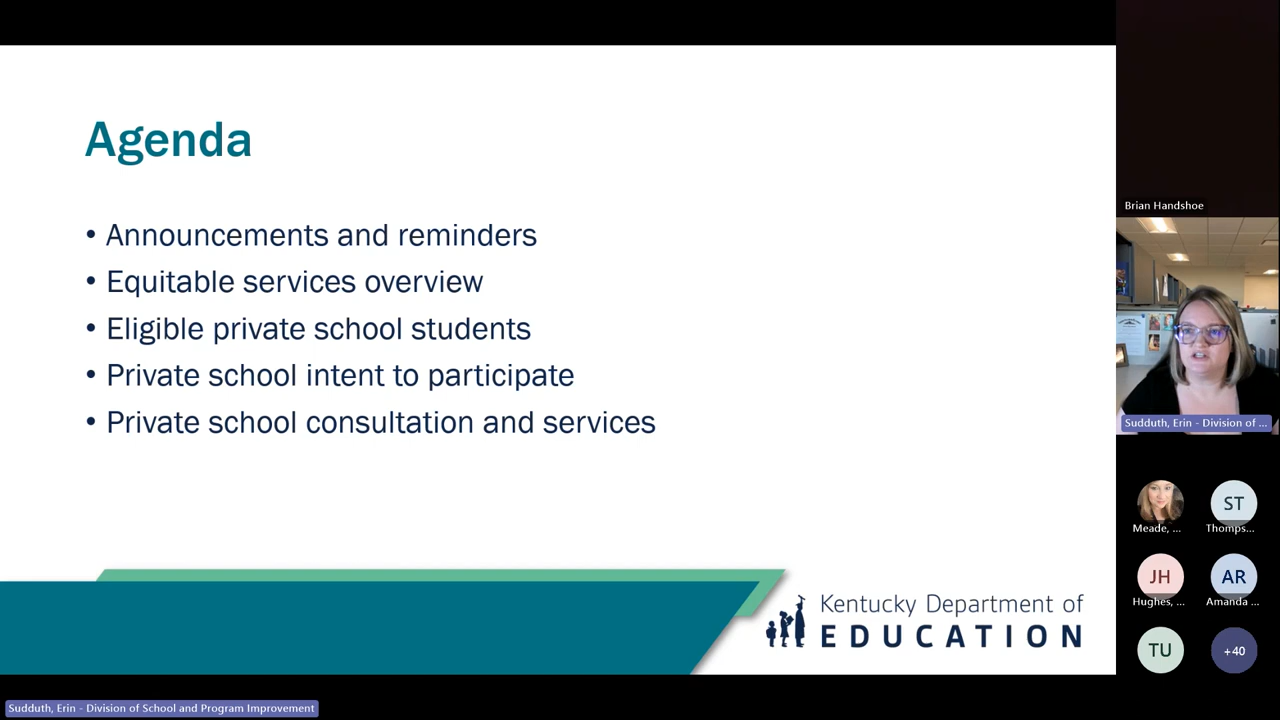 Agenda
• Announcements and reminders
• Equitable services overview
• Eligible private school students
• Private school intent to participate
• Private school consultation and services
Kentucky Department of
EDUCATION
Brian Handshoe
Sudduth, Erin - Division of ...
ST
Meade, ...
Thomps...
JH
AR
Hughes, ...
Amanda ...
TU
+40
Sudduth, Erin - Division of School and Program Improvement